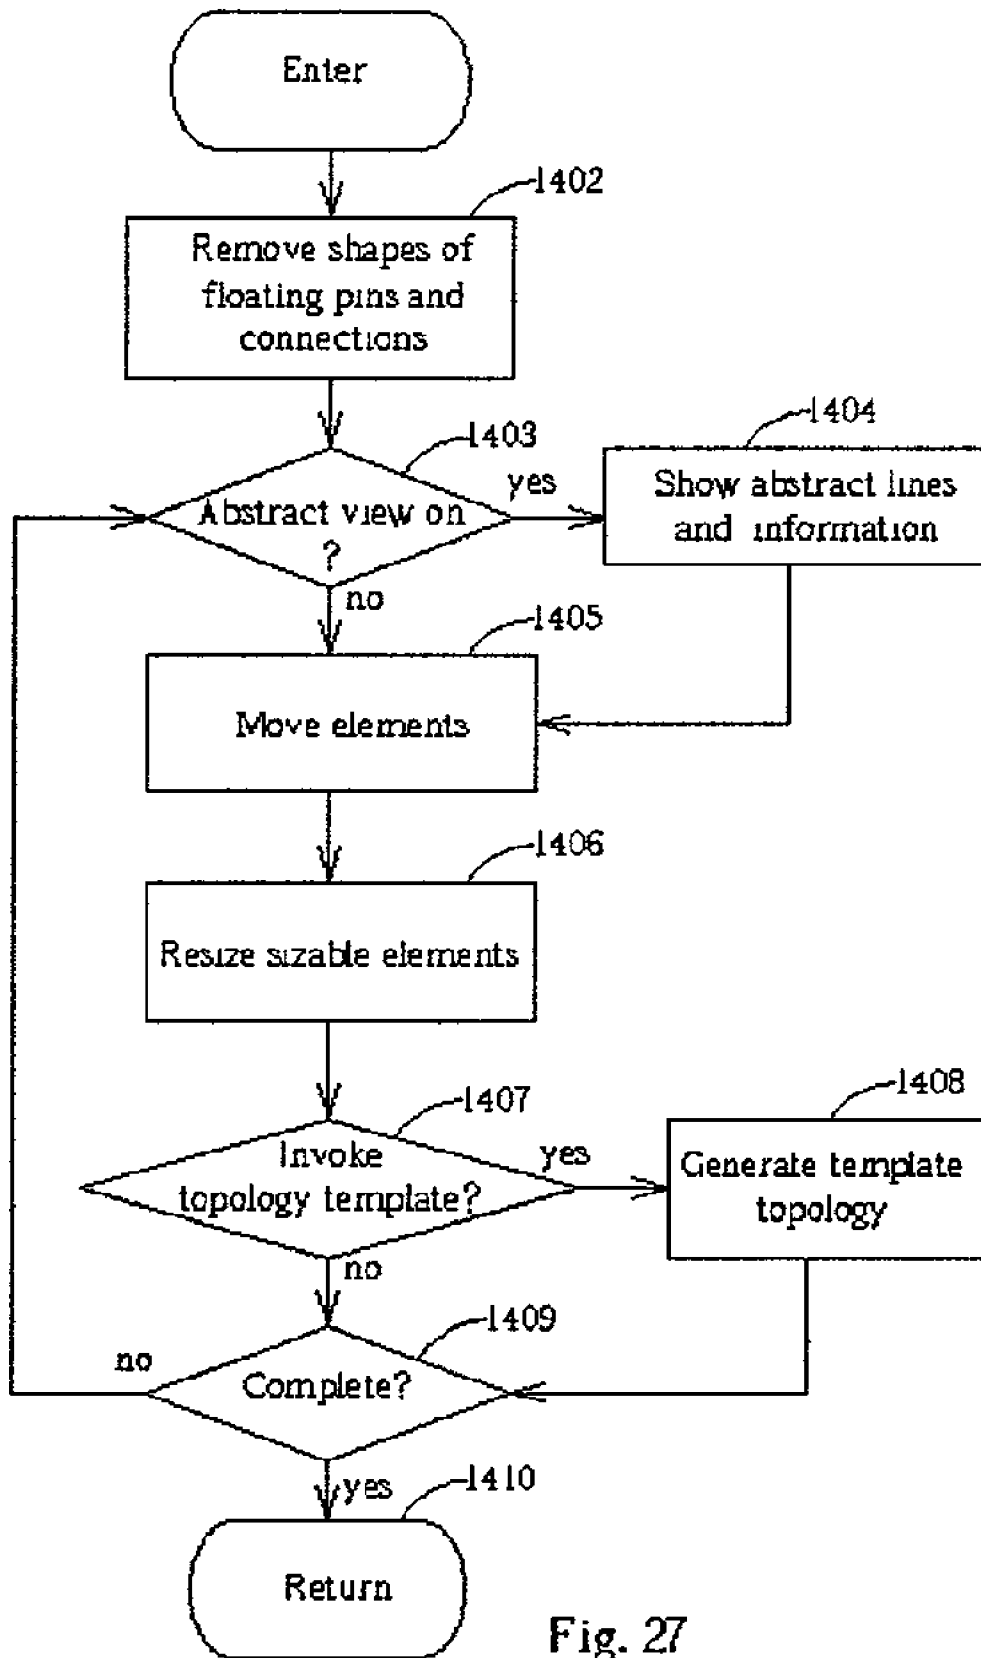 Enter
1402
Remove shapes of
floating pins and
connections
1403
Abstract view on
?
yes
no
1404
Show abstract lines
and information
1405
Move elements
1406
Resize sizable elements
1407
Invoke
topology template?
yes
no
1408
Generate template
topology
1409
Complete?
no
yes
1410
Return
Fig. 27